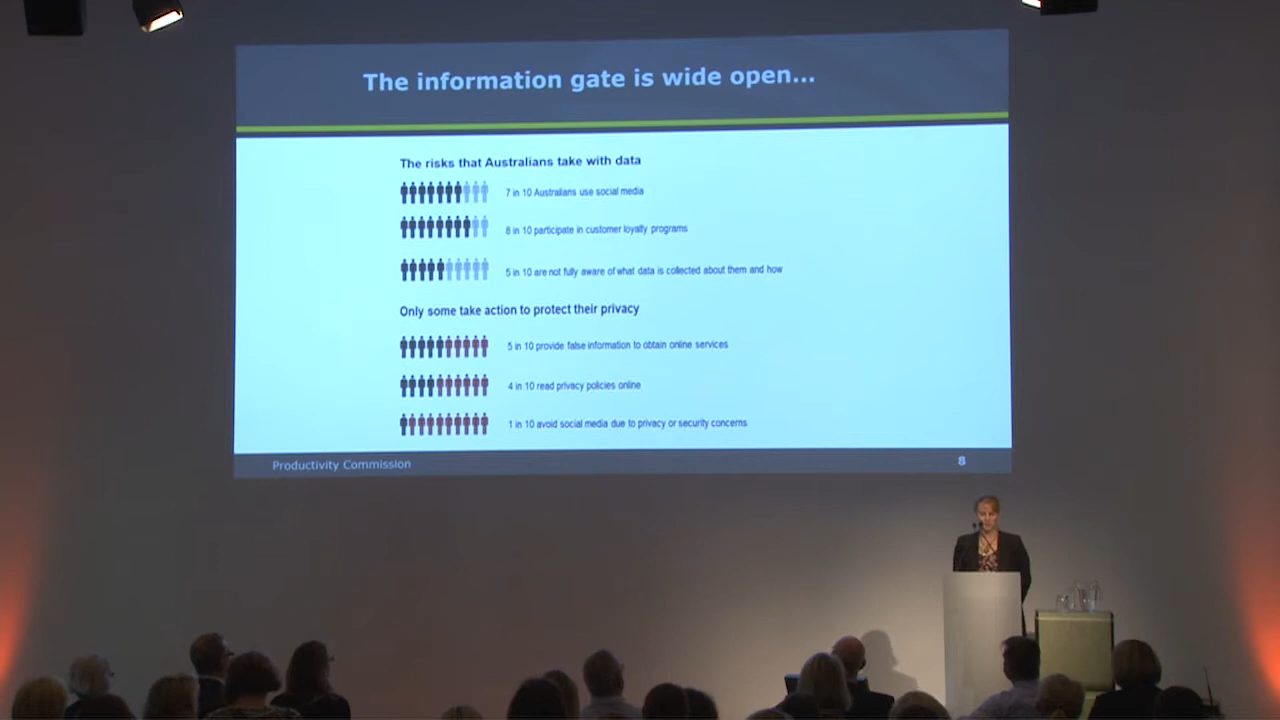 The information gate is wide open...
The risks that Australians take with data
7 in 10 Australians use social media
8 in 10 participate in customer loyalty programs
5 in 10 are not fully aware of what data is collected about them and how
Only some take action to protect their privacy
5 in 10 provide false information to obtain online services
4 in 10 read privacy policies online
1 in 10 avoid social media due to privacy or security concerns
Productivity Commission
8